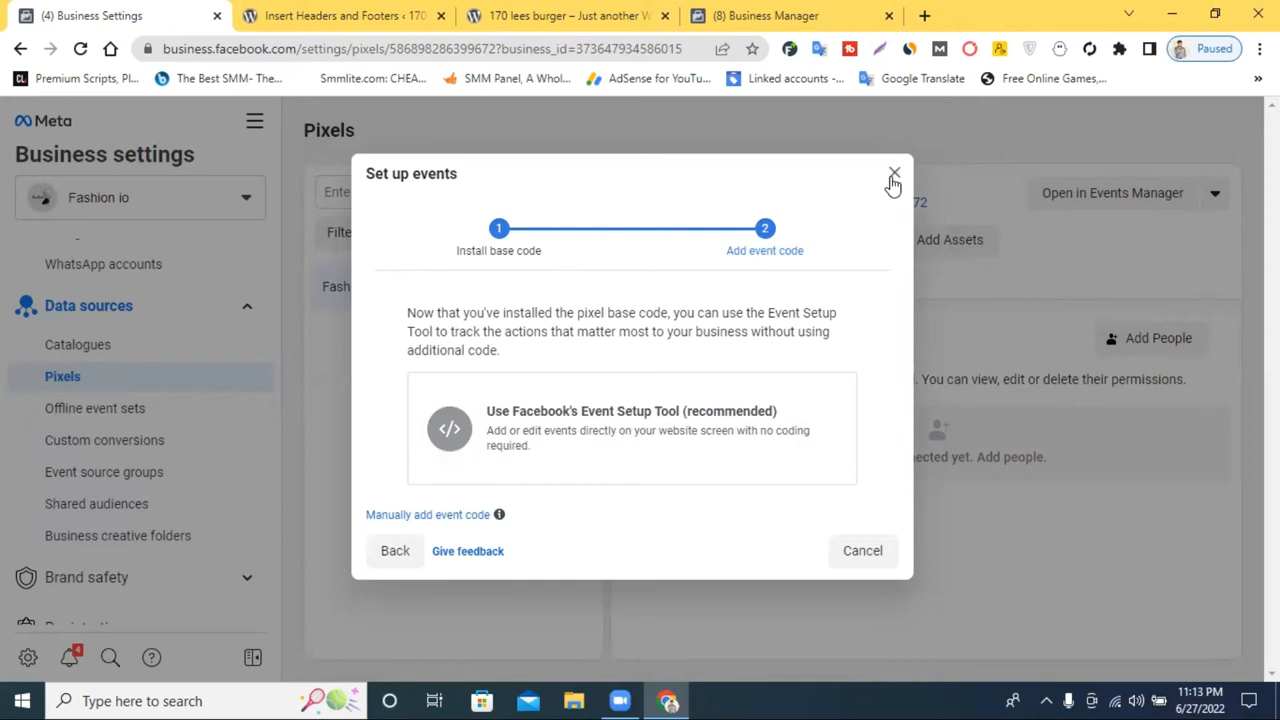 (4) Business Settings
Insert Headers and Footers ‹ 170
170 lees burger – Just another W
(8) Business Manager
business.facebook.com/settings/pixels/586898286399672?business_id=373647934586015
Paused
Premium Scripts, Pl...
The Best SMM- The...
Smmlite.com: CHEA...
SMM Panel, A Whol...
AdSense for YouTu...
Linked accounts -...
Google Translate
Free Online Games,...
Meta
Business settings
Fashion io
WhatsApp accounts
Data sources
Catalogues
Pixels
Offline event sets
Custom conversions
Event source groups
Shared audiences
Business creative folders
Brand safety
4
Pixels
Ente
Filte
Fash
72
Open in Events Manager
Add Assets
Add People
. You can view, edit or delete their permissions.
nected yet. Add people.
Set up events
1
2
Install base code
Add event code
Now that you've installed the pixel base code, you can use the Event Setup
Tool to track the actions that matter most to your business without using
additional code.
</>
Use Facebook's Event Setup Tool (recommended)
Add or edit events directly on your website screen with no coding
required.
Manually add event code
Back
Give feedback
Cancel
Type here to search
11:13 PM
6/27/2022